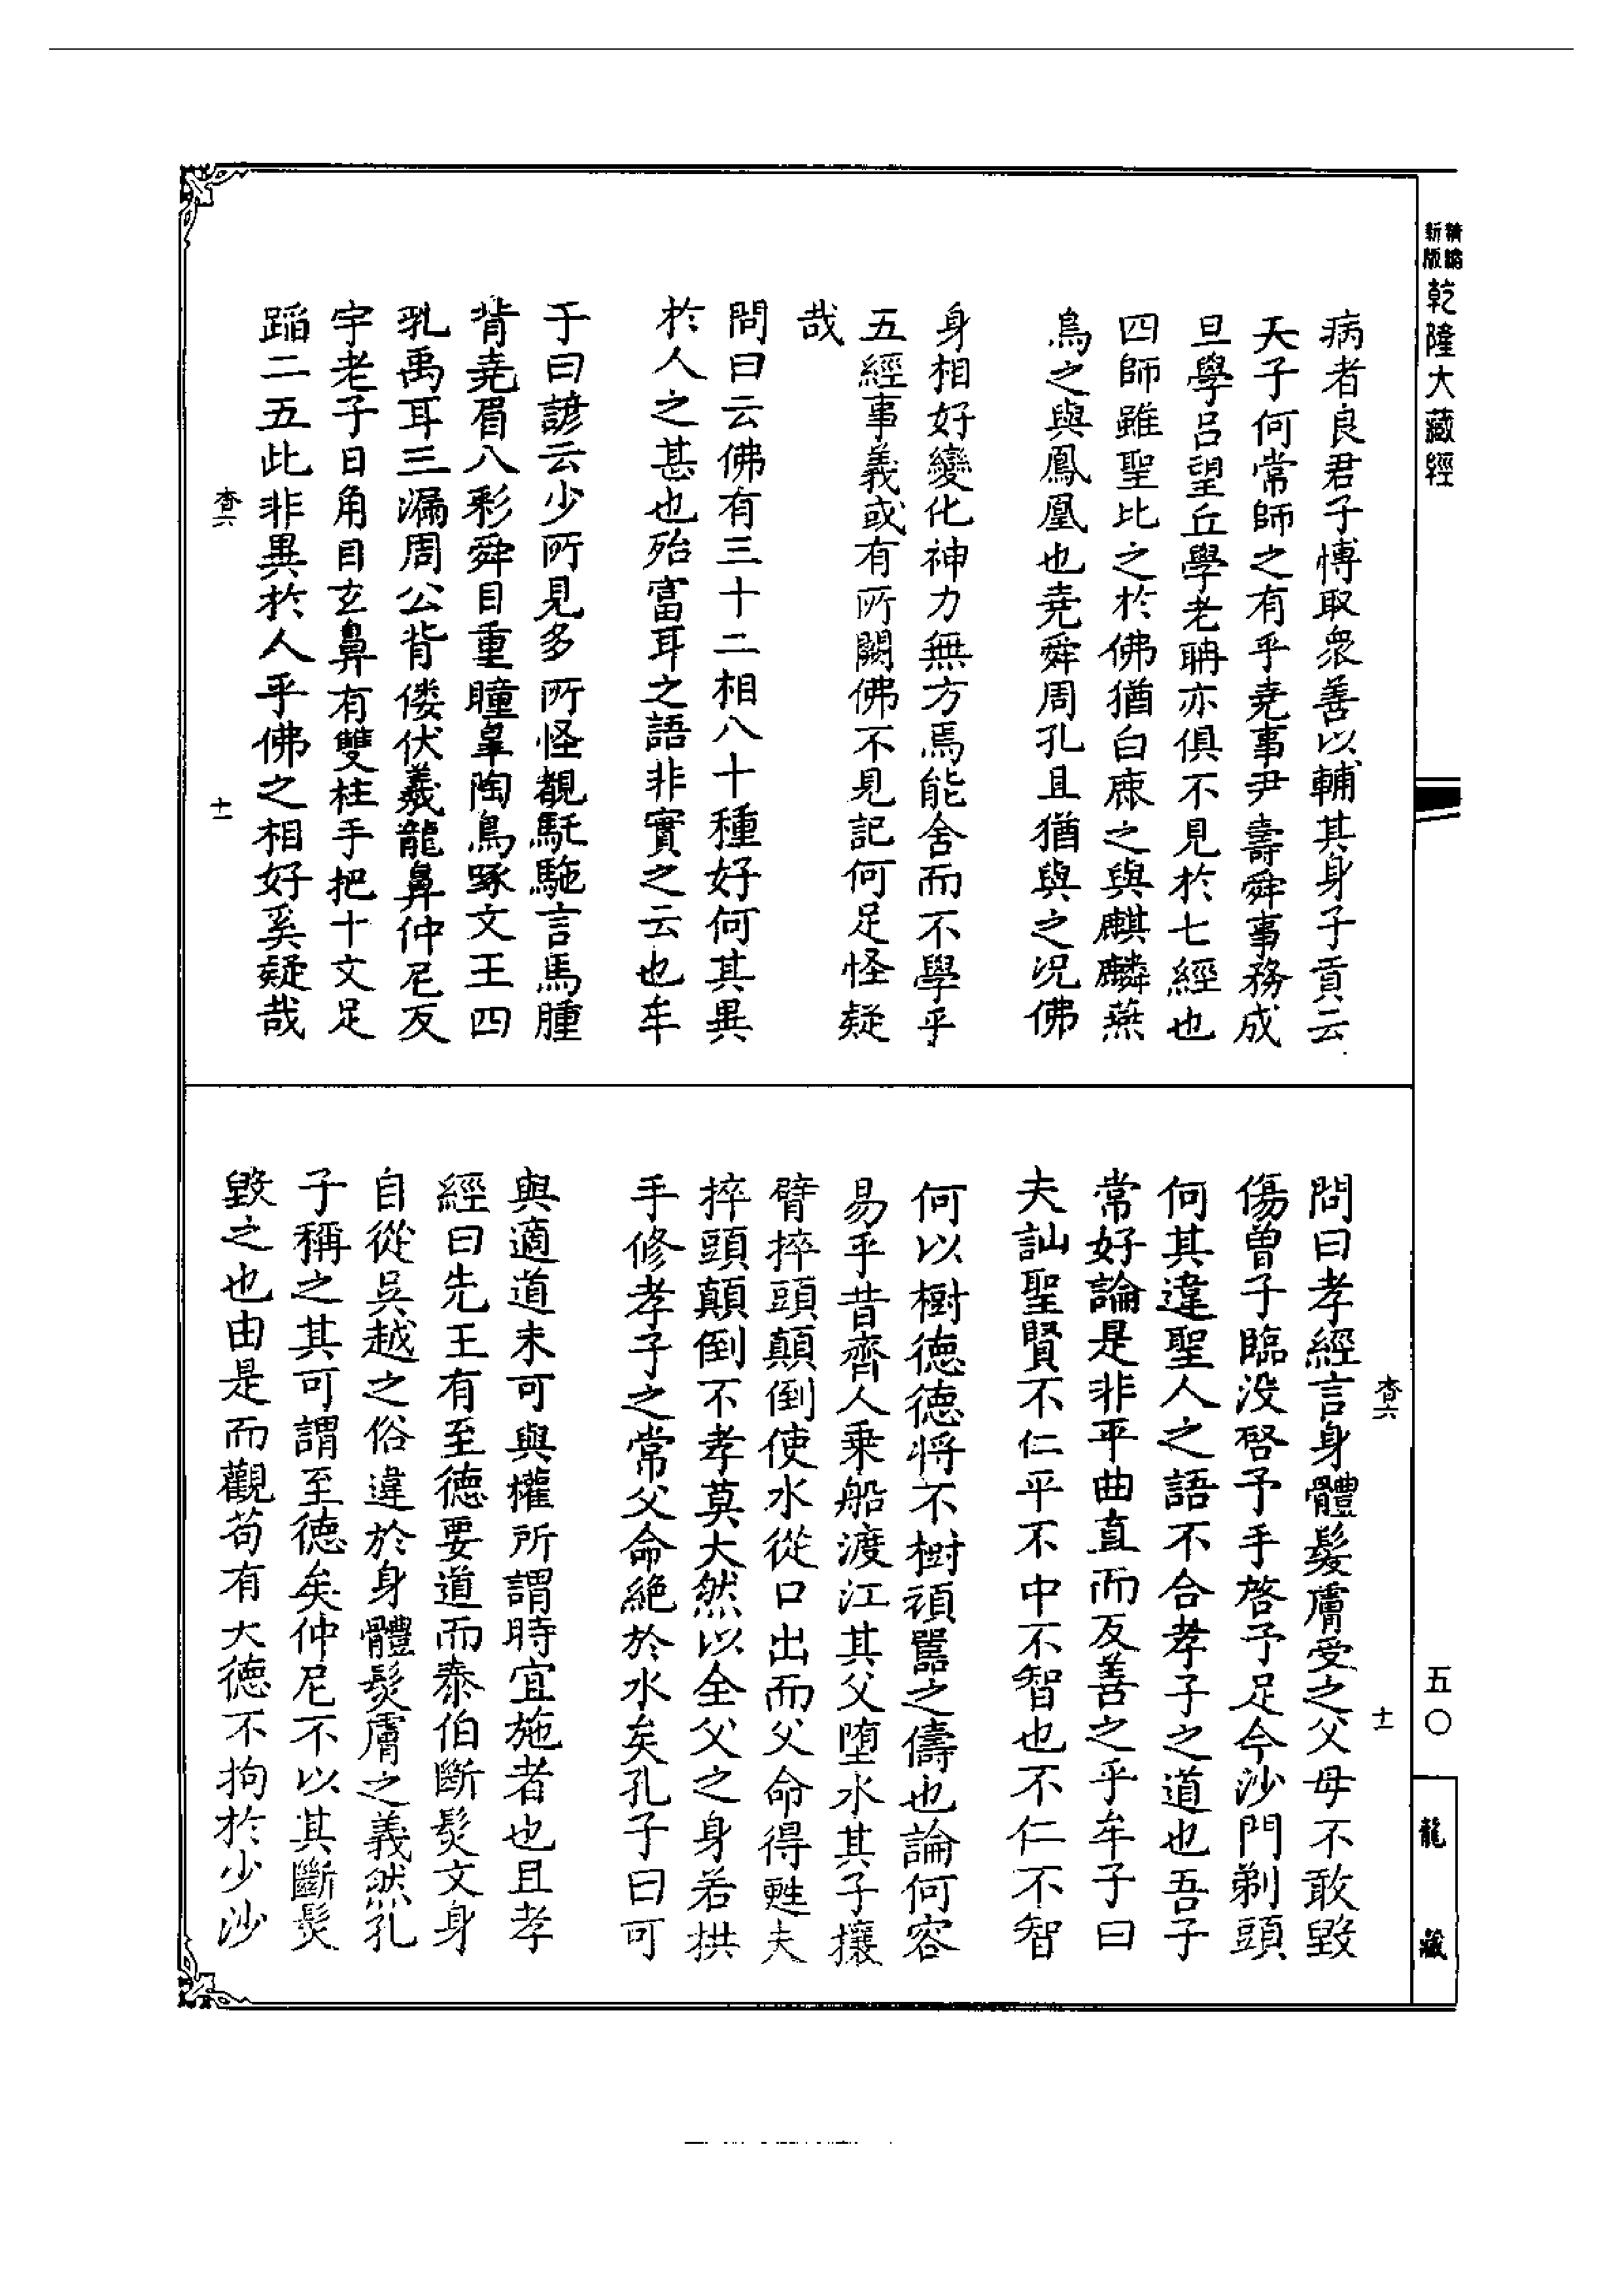 精縮
新版
乾隆大藏經
病者良君子愽取衆善以輔其身子貢云
天子何常師之有乎堯事尹壽舜事務成
旦學呂望丘學老聃亦俱不見於七經也
四師雖聖比之於佛猶白麃之與麒麟燕
鳥之與鳳凰也堯舜周孔且猶與之況佛
身相好變化神力無方焉能舍而不學乎
五經事義或有所闕佛不見記何足怪疑
哉
問曰云佛有三十二相八十種好何其異
於人之甚也殆富耳之語非實之云也牟
子曰諺云少所見多所怪覩馲駞言馬腫
背堯眉八彩舜目重瞳臯陶鳥啄文王四
乳禹耳三漏周公背僂伏羲龍鼻仲尼反
宇老子日角目玄鼻有雙柱手把十文足
蹈二五此非異於人乎佛之相好奚疑哉
杳六
十一
杳六
十一
問曰孝經言身體髮膚受之父母不敢毀
傷曾子臨沒啓予手啓予足今沙門剃頭
何其違聖人之語不合孝子之道也吾子
常好論是非平曲直而反善之乎牟子曰
夫訕聖賢不仁平不中不智也不仁不智
何以樹德德將不樹頑嚚之儔也論何容
易乎昔齊人乘船渡江其父墮水其子攘
臂捽頭顛倒使水從口出而父命得甦夫
捽頭顛倒不孝莫大然以全父之身若拱
手修孝子之常父命絕於水矣孔子曰可
與適道未可與權所謂時宜施者也且孝
經曰先王有至德要道而泰伯斷髮文身
自從吳越之俗違於身體髮膚之義然孔
子稱之其可謂至德矣仲尼不以其斷髮
毀之也由是而觀苟有大德不拘於少沙
五〇
龍藏